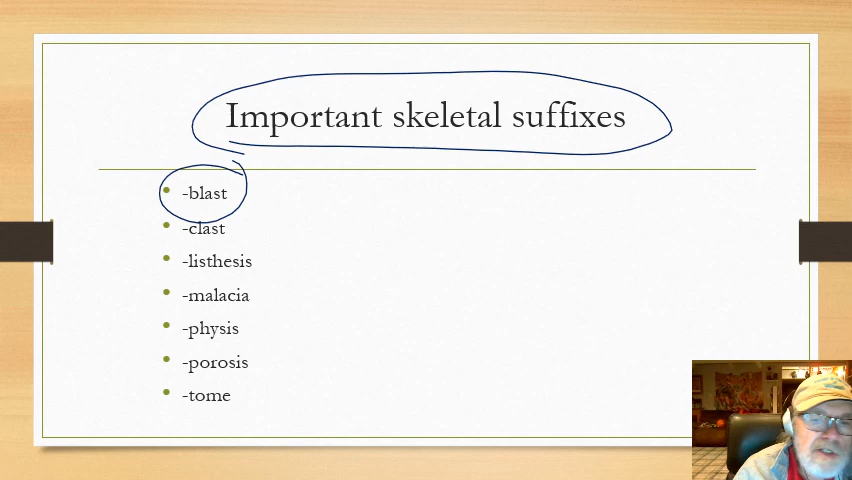 Important skeletal suffixes
-blast
-clast
-listhesis
-malacia
-physis
-porosis
-tome